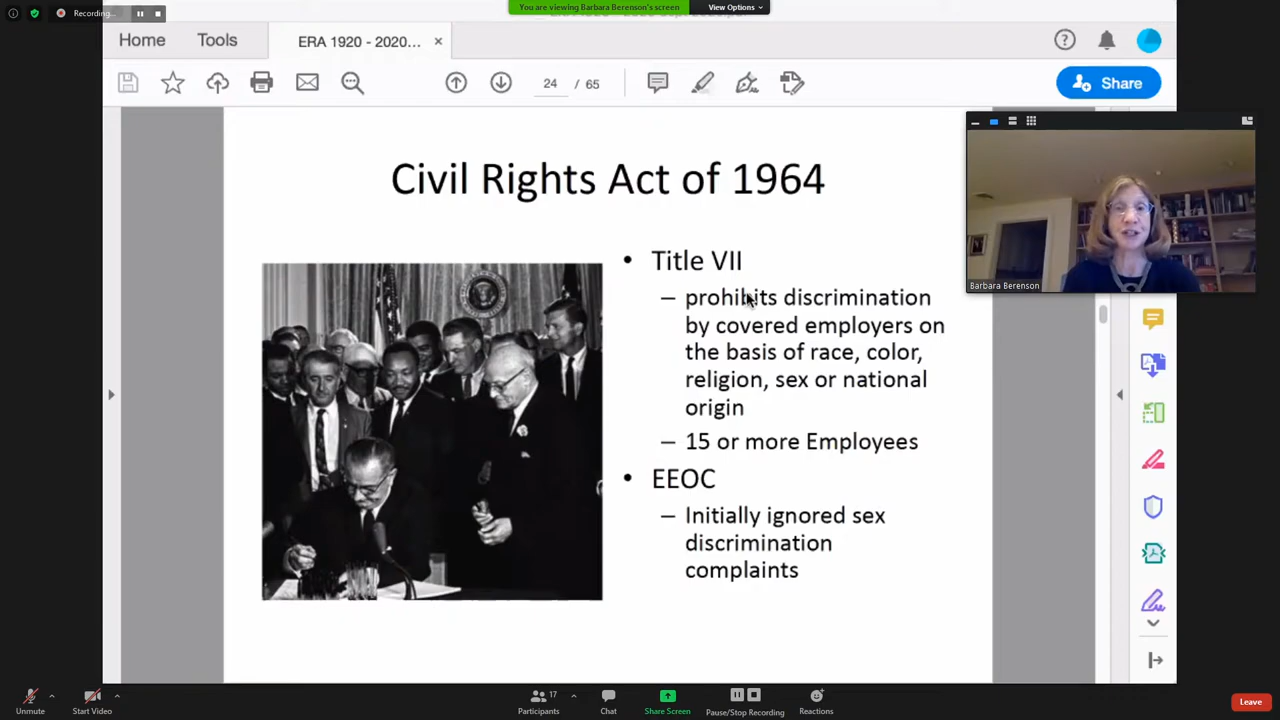 Recording...
You are viewing Barbara Berenson's screen
View Options
Home
Tools
ERA 1920 - 2020...
24 / 65
Share
Civil Rights Act of 1964
• Title VII
– prohibits discrimination
by covered employers on
the basis of race, color,
religion, sex or national
origin
– 15 or more Employees
• EEOC
– Initially ignored sex
discrimination
complaints
Barbara Berenson
Unmute
Start Video
17
Participants
Chat
Share Screen
Pause/Stop Recording
Reactions
Leave